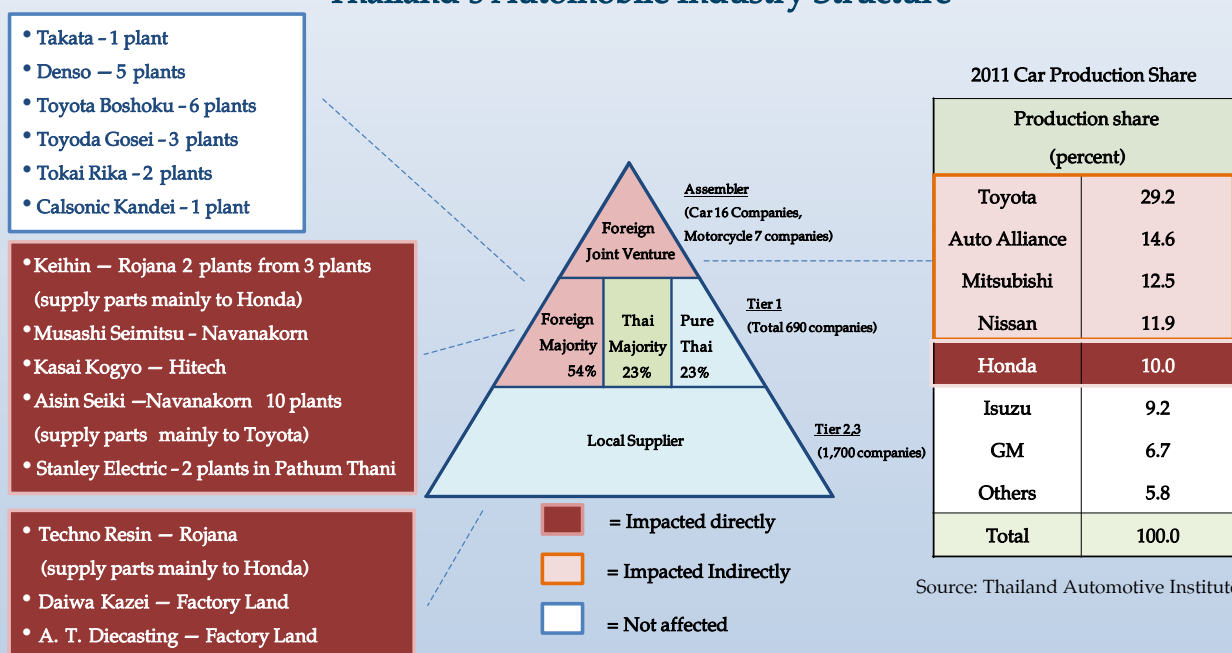 Thailand's Automobile Industry Structure
• Takata – 1 plant
• Denso — 5 plants
• Toyota Boshoku – 6 plants
• Toyoda Gosei – 3 plants
• Tokai Rika – 2 plants
• Calsonic Kandei – 1 plant
• Keihin — Rojana 2 plants from 3 plants
(supply parts mainly to Honda)
• Musashi Seimitsu – Navanakorn
• Kasai Kogyo — Hitech
• Aisin Seiki —Navanakorn 10 plants
(supply parts mainly to Toyota)
• Stanley Electric – 2 plants in Pathum Thani
• Techno Resin — Rojana
(supply parts mainly to Honda)
• Daiwa Kazei — Factory Land
• A. T. Diecasting — Factory Land
Foreign
Joint Venture
Assembler
(Car 16 Companies,
Motorcycle 7 companies)
Foreign
Majority
54%
Thai
Majority
23%
Pure
Thai
23%
Tier 1
(Total 690 companies)
Local Supplier
Tier 2,3
(1,700 companies)
= Impacted directly
= Impacted Indirectly
= Not affected
2011 Car Production Share
Production share
(percent)
Toyota 29.2
Auto Alliance 14.6
Mitsubishi 12.5
Nissan 11.9
Honda 10.0
Isuzu 9.2
GM 6.7
Others 5.8
Total 100.0
Source: Thailand Automotive Institute